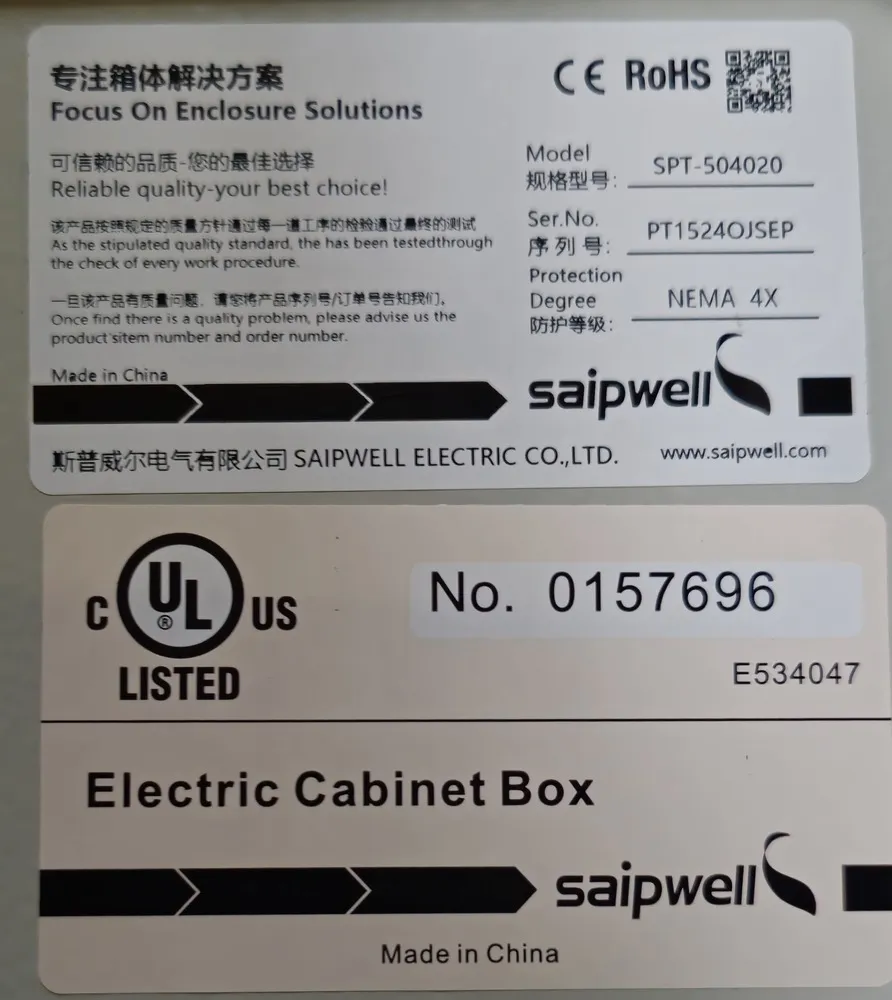 专注箱体解决方案
Focus On Enclosure Solutions
可信赖的品质-您的最佳选择
Reliable quality-your best choice!
该产品按照规定的质量方针通过每一道工序的检验通过最终的测试
As the stipulated quality standard, the has been testedthrough
the check of every work procedure.
一旦该产品有质量问题，请您将产品序列号/订单号告知我们。
Once find there is a quality problem, please advise us the
product'sitem number and order number.
Made in China
CE RoHS
Model
规格型号： SPT-504020
Ser.No.
序列号： PT1524OJSEP
Protection
Degree NEMA 4X
防护等级：
saipwell
斯普威尔电气有限公司 SAIPWELL ELECTRIC CO.,LTD. www.saipwell.com
C UL ® US
LISTED
No. 0157696
E534047
Electric Cabinet Box
saipwell
Made in China